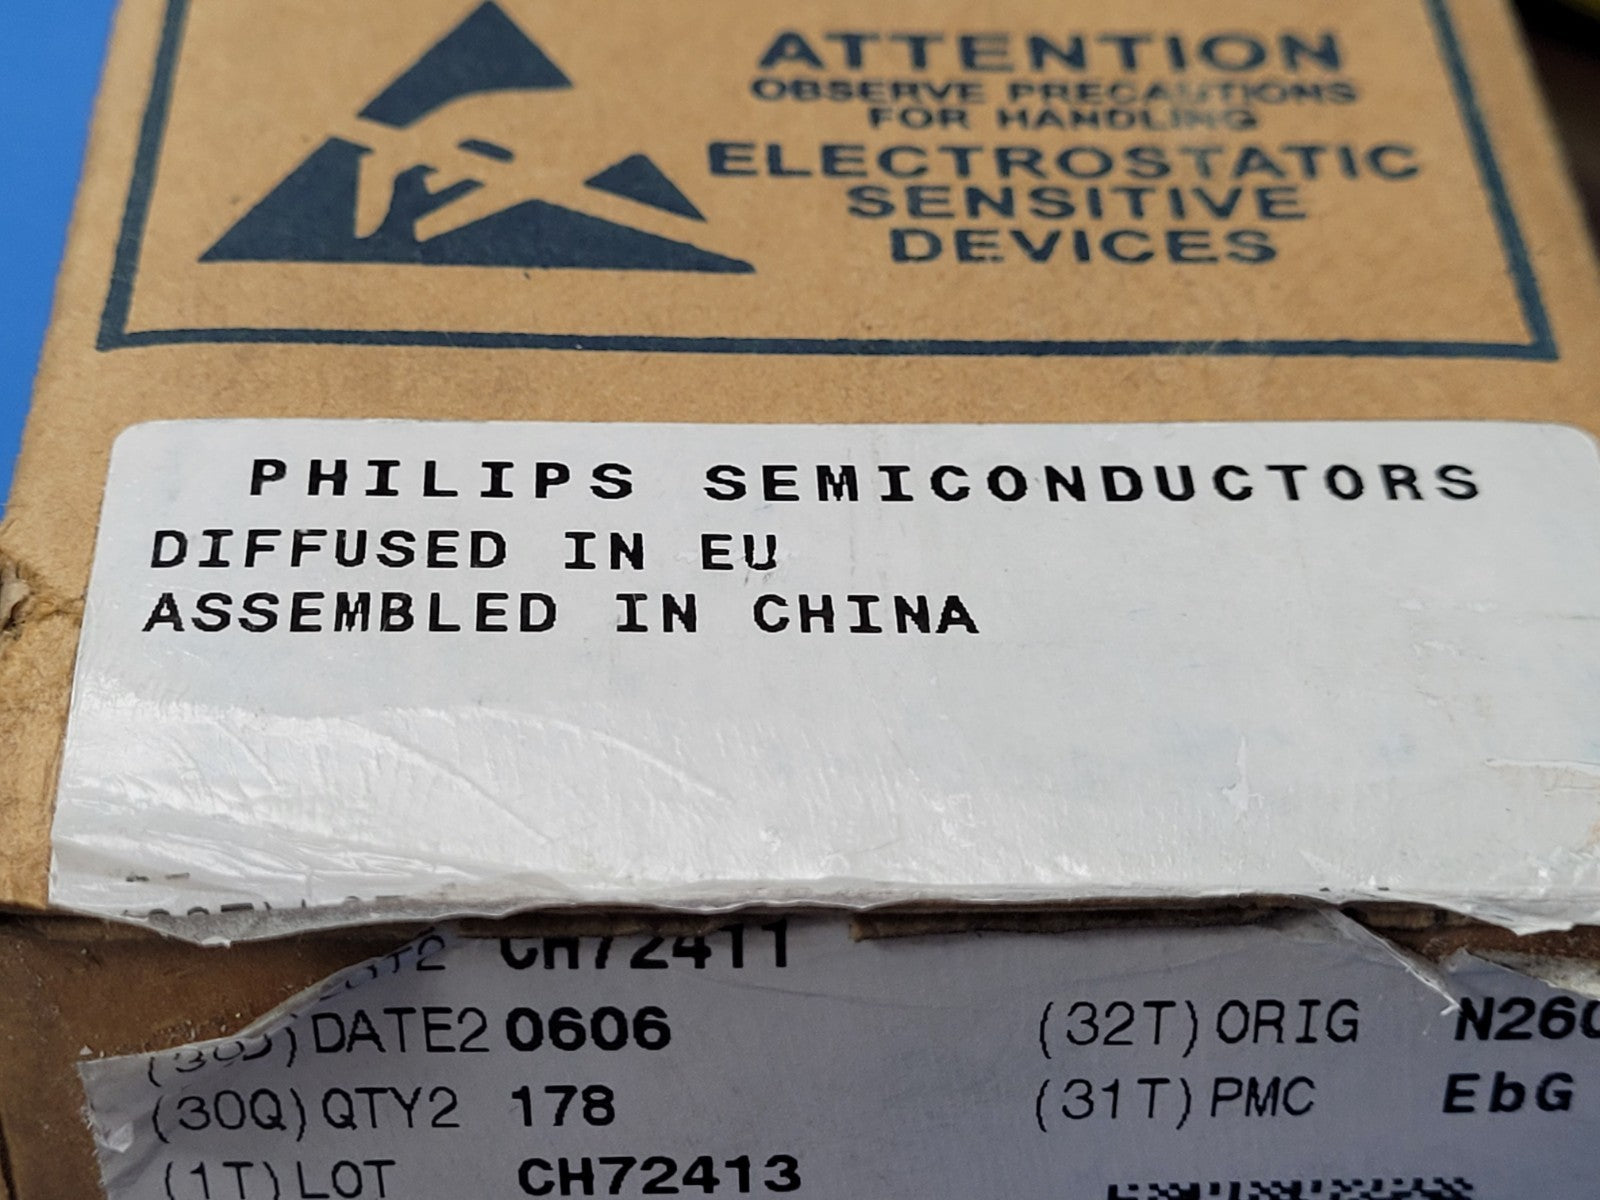 ATTENTION
OBSERVE PRECAUTIONS
FOR HANDLING
ELECTROSTATIC
SENSITIVE
DEVICES
PHILIPS SEMICONDUCTORS
DIFFUSED IN EU
ASSEMBLED IN CHINA
CH72411
DATE2 0606 (32T) ORIG
(30Q) QTY2 178 (31T) PMC EbG
(1T) LOT CH72413